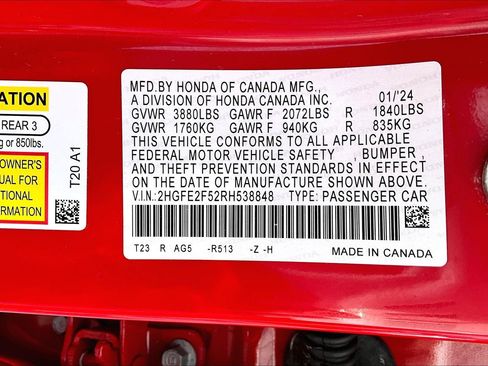 ATION
REAR 3
g or 850lbs.
OWNER'S
UAL FOR
TIONAL
FORMATION
T20 A1
MFD.BY HONDA OF CANADA MFG.,
A DIVISION OF HONDA CANADA INC. 01/'24
GVWR 3880LBS GAWR F 2072LBS R 1840LBS
GVWR 1760KG GAWR F 940KG R 835KG
THIS VEHICLE CONFORMS TO ALL APPLICABLE
FEDERAL MOTOR VEHICLE SAFETY , BUMPER ,
AND THEFT PREVENTION STANDARDS IN EFFECT
ON THE DATE OF MANUFACTURE SHOWN ABOVE.
V.I.N.:2HGFE2F52RH538848 TYPE: PASSENGER CAR
T23 R AG5 -R513 -Z -H MADE IN CANADA